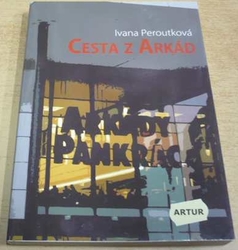 Ivana Peroutková
CESTA Z ARKÁD
ARKÁDY
PANKRÁC
ARTUR